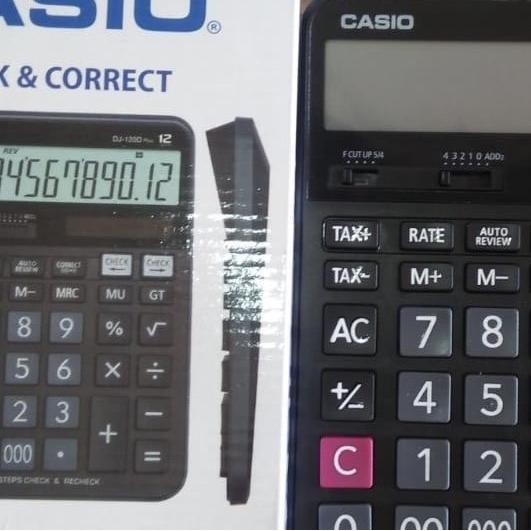 ASIO®
K & CORRECT
DJ-120D Plus 12
REV
34567890.12
AUTO REVIEW CORRECT CHECK CHECK
M− MRC MU GT
8 9 % √
5 6 × ÷
2 3 + −
000 • =
STEPS CHECK & RECHECK
CASIO
F CUT UP 5/4 4 3 2 1 0 ADD2
TAX+ RATE AUTO REVIEW
TAX− M+ M−
AC 7 8
+/− 4 5
C 1 2
0 00 000